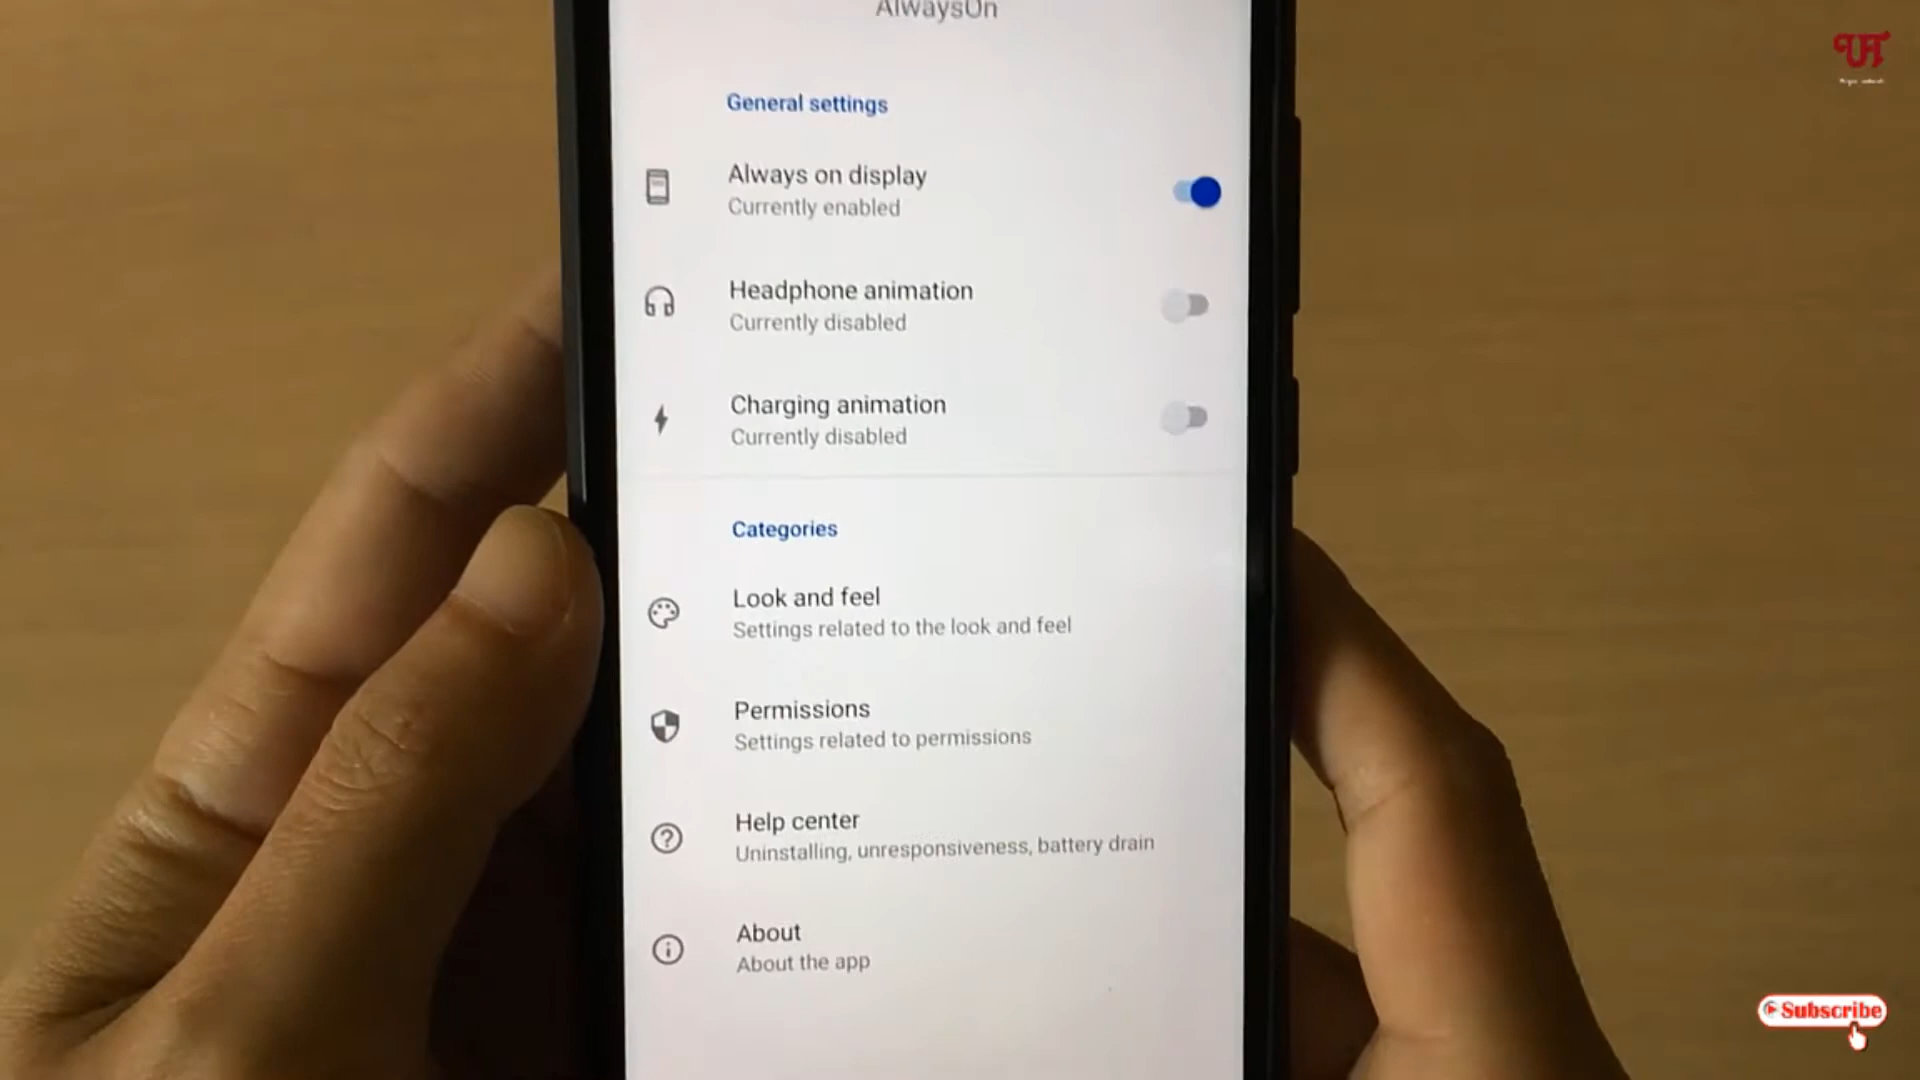 AlwaysOn
General settings
Always on display
Currently enabled
Headphone animation
Currently disabled
Charging animation
Currently disabled
Categories
Look and feel
Settings related to the look and feel
Permissions
Settings related to permissions
Help center
Uninstalling, unresponsiveness, battery drain
About
About the app
Subscribe